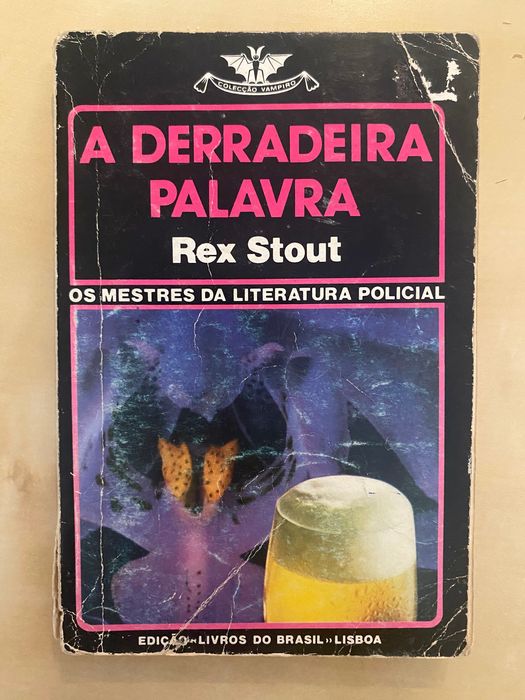 COLECÇÃO VAMPIRO
A DERRADEIRA
PALAVRA
Rex Stout
OS MESTRES DA LITERATURA POLICIAL
EDIÇÃO «LIVROS DO BRASIL» LISBOA